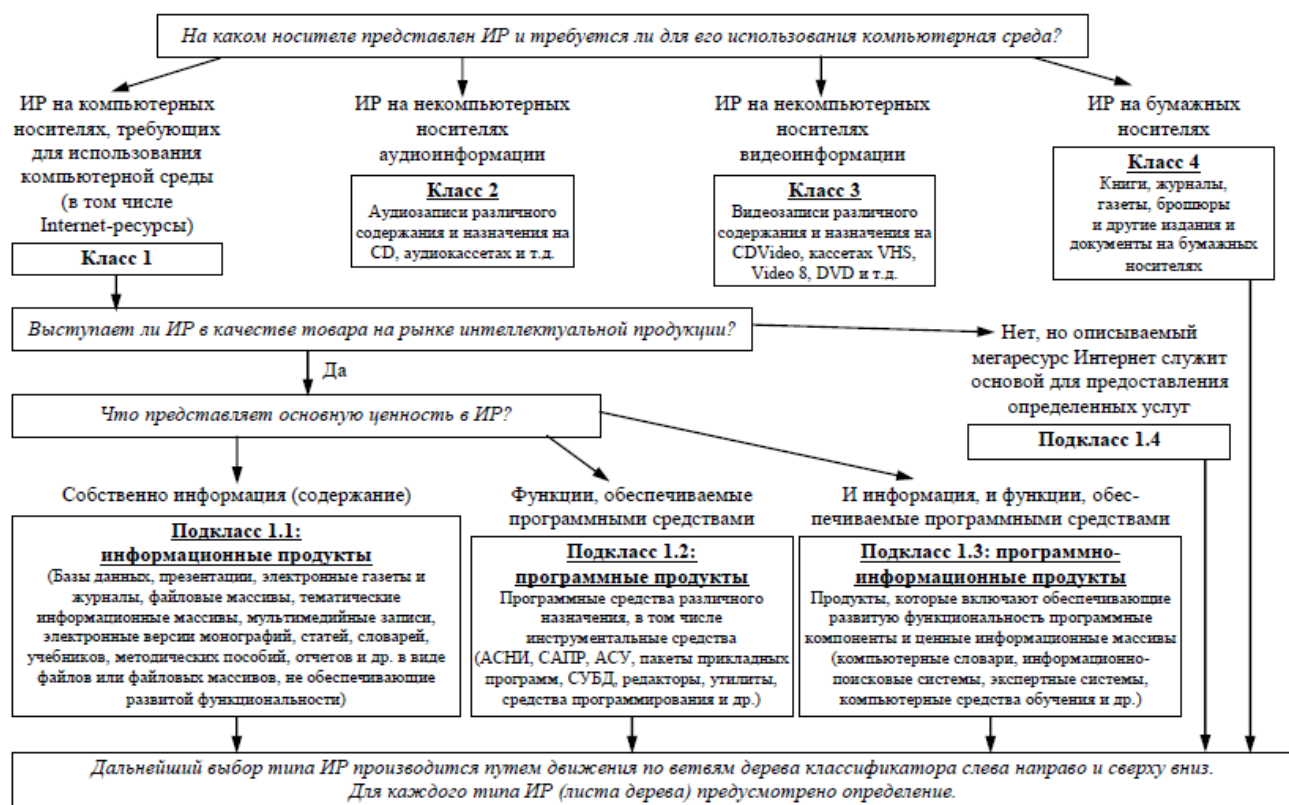 На каком носителе представлен ИР и требуется ли для его использования компьютерная среда?
ИР на компьютерных
носителях, требующих
для использования
компьютерной среды
(в том числе
Internet-ресурсы)
Класс 1
ИР на некомпьютерных
носителях
аудиоинформации
Класс 2
Аудиозаписи различного
содержания и назначения на
CD, аудиокассетах и т.д.
ИР на некомпьютерных
носителях
видеоинформации
Класс 3
Видеозаписи различного
содержания и назначения на
CDVideo, кассетах VHS,
Video 8, DVD и т.д.
ИР на бумажных
носителях
Класс 4
Книги, журналы,
газеты, брошюры
и другие издания и
документы на бумажных
носителях
Выступает ли ИР в качестве товара на рынке интеллектуальной продукции?
Да
Нет, но описываемый
мегаресурс Интернет служит
основой для предоставления
определенных услуг
Подкласс 1.4
Что представляет основную ценность в ИР?
Собственно информация (содержание)
Подкласс 1.1:
информационные продукты
(Базы данных, презентации, электронные газеты и
журналы, файловые массивы, тематические
информационные массивы, мультимедийные записи,
электронные версии монографий, статей, словарей,
учебников, методических пособий, отчетов и др. в виде
файлов или файловых массивов, не обеспечивающие
развитой функциональности)
Функции, обеспечиваемые
программными средствами
Подкласс 1.2:
программные продукты
Программные средства различного
назначения, в том числе
инструментальные средства
(АСНИ, САПР, АСУ, пакеты прикладных
программ, СУБД, редакторы, утилиты,
средства программирования и др.)
И информация, и функции, обес-
печиваемые программными средствами
Подкласс 1.3: программно-
информационные продукты
Продукты, которые включают обеспечивающие
развитую функциональность программные
компоненты и ценные информационные массивы
(компьютерные словари, информационно-
поисковые системы, экспертные системы,
компьютерные средства обучения и др.)
Дальнейший выбор типа ИР производится путем движения по ветвям дерева классификатора слева направо и сверху вниз.
Для каждого типа ИР (листа дерева) предусмотрено определение.